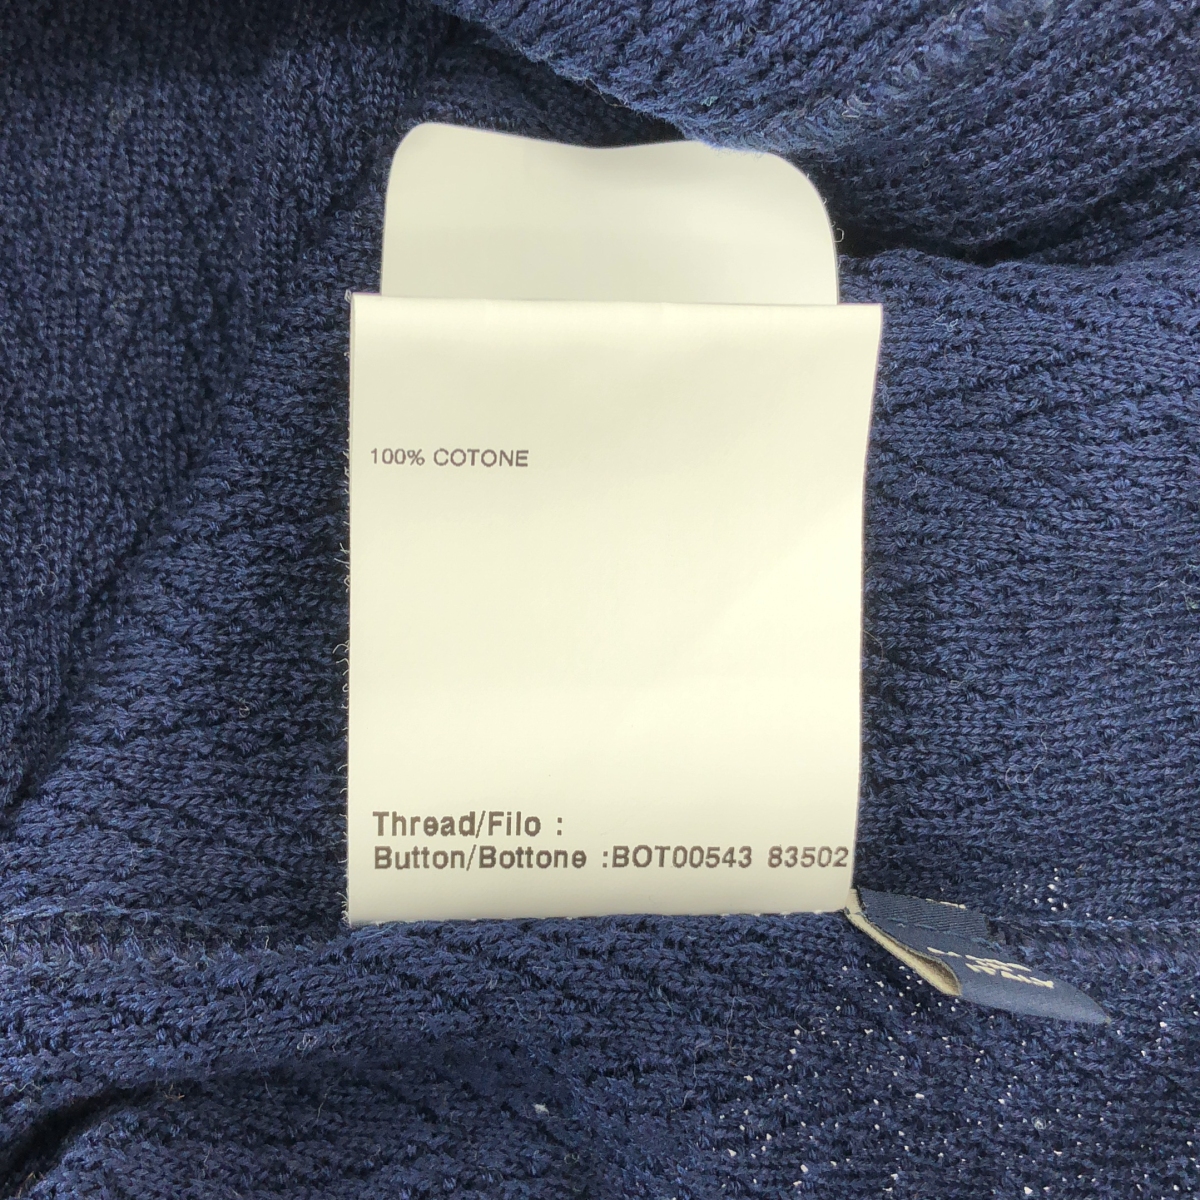 100% COTONE
Thread/Filo :
Button/Bottone :BOT00543 83502